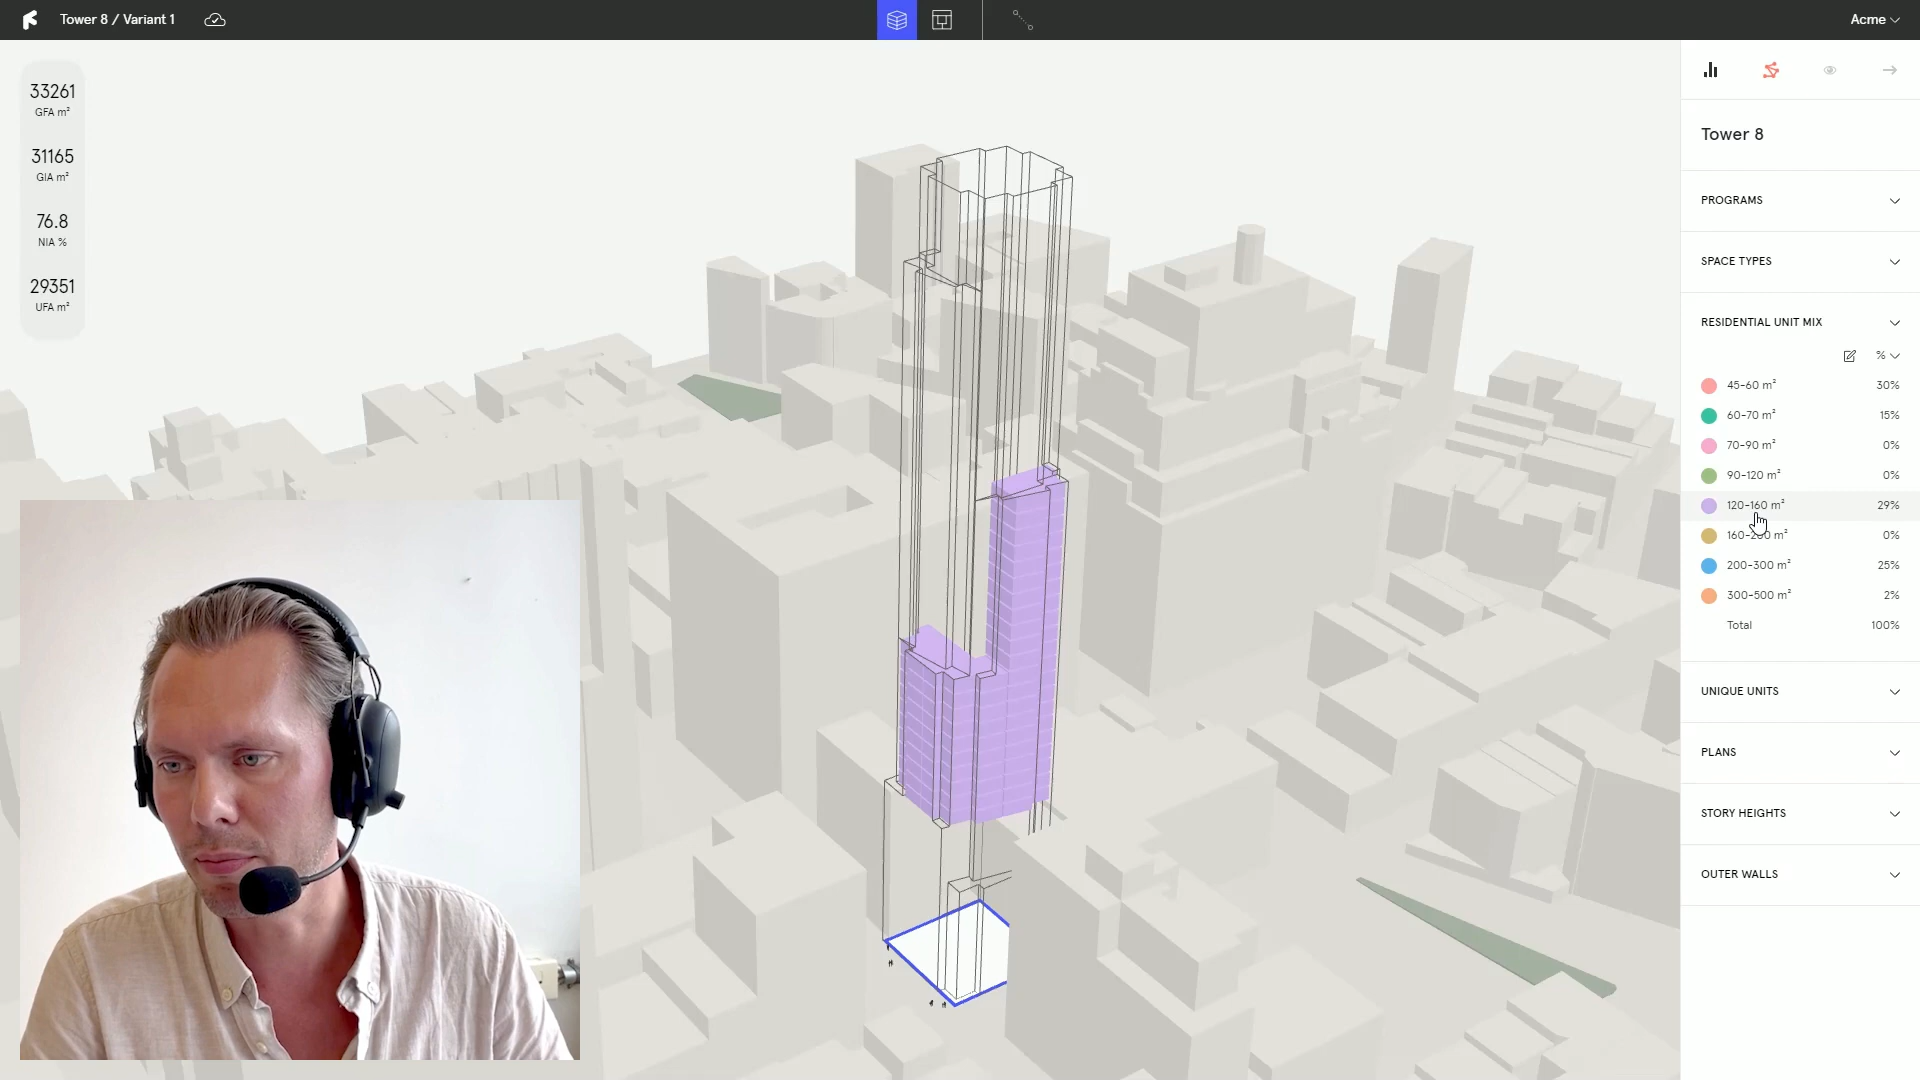 Tower 8 / Variant 1
Acme
33261
GFA m²
31165
GIA m²
76.8
NIA %
29351
UFA m²
Tower 8
PROGRAMS
SPACE TYPES
RESIDENTIAL UNIT MIX
%
45-60 m² 30%
60-70 m² 15%
70-90 m² 0%
90-120 m² 0%
120-160 m² 29%
160-200 m² 0%
200-300 m² 25%
300-500 m² 2%
Total 100%
UNIQUE UNITS
PLANS
STORY HEIGHTS
OUTER WALLS